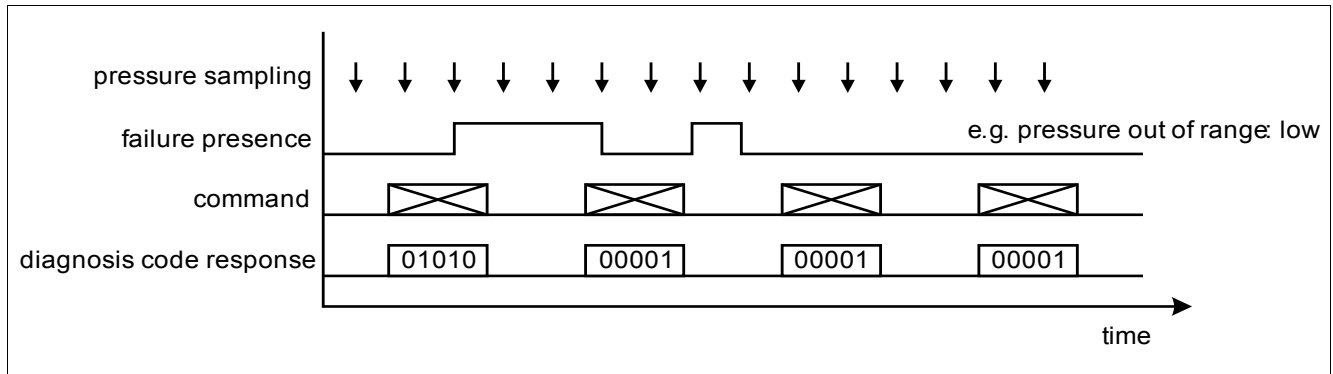 pressure sampling
failure presence
e.g. pressure out of range: low
command
diagnosis code response
01010
00001
00001
00001
time